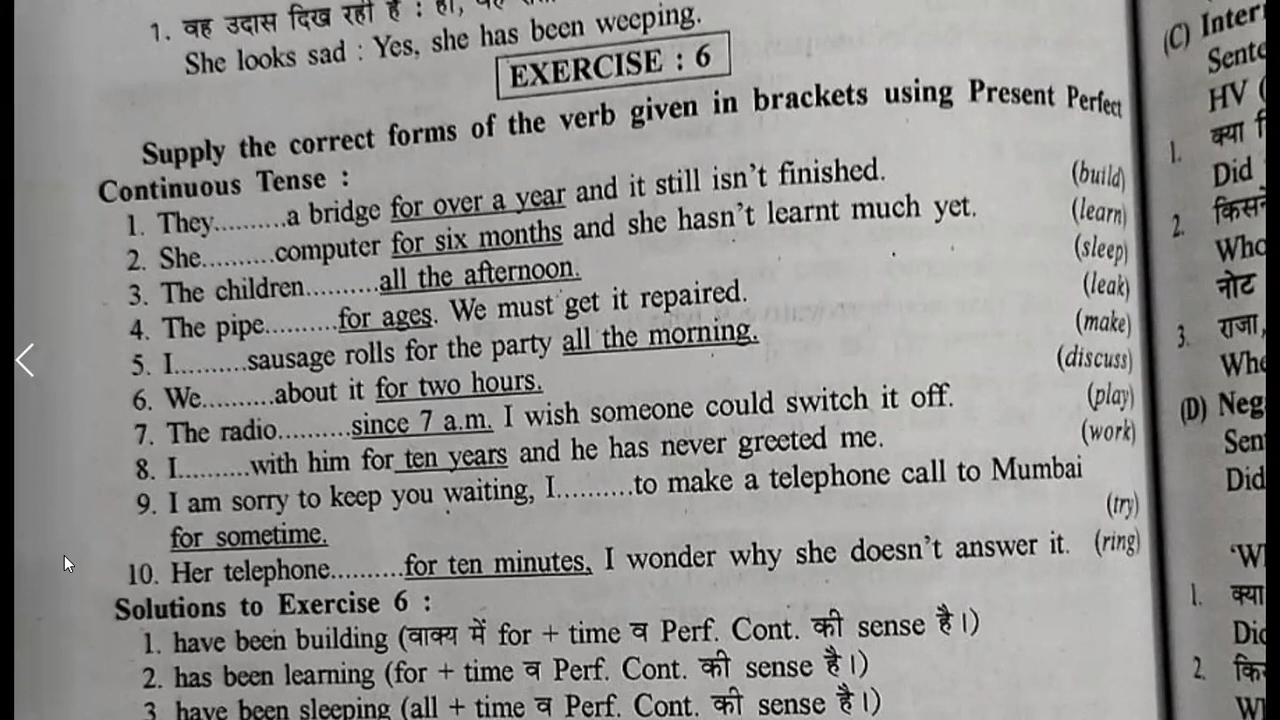 1. वह उदास दिख रही है : हाँ,
She looks sad : Yes, she has been weeping.
EXERCISE : 6
Supply the correct forms of the verb given in brackets using Present Perfect
Continuous Tense :
1. They..........a bridge for over a year and it still isn't finished. (build)
2. She..........computer for six months and she hasn't learnt much yet. (learn)
3. The children..........all the afternoon. (sleep)
4. The pipe..........for ages. We must get it repaired. (leak)
5. I..........sausage rolls for the party all the morning. (make)
6. We..........about it for two hours. (discuss)
7. The radio..........since 7 a.m. I wish someone could switch it off. (play)
8. I..........with him for ten years and he has never greeted me. (work)
9. I am sorry to keep you waiting, I..........to make a telephone call to Mumbai
for sometime. (try)
10. Her telephone..........for ten minutes, I wonder why she doesn't answer it. (ring)
Solutions to Exercise 6 :
1. have been building (वाक्य में for + time व Perf. Cont. की sense है।)
2. has been learning (for + time व Perf. Cont. की sense है।)
3 have been sleeping (all + time व Perf. Cont. की sense है।)
(C)
HV (
1. क्या
Did
2.
नोट
3. राजा,
(D) Neg
Did
1. क्या
2.